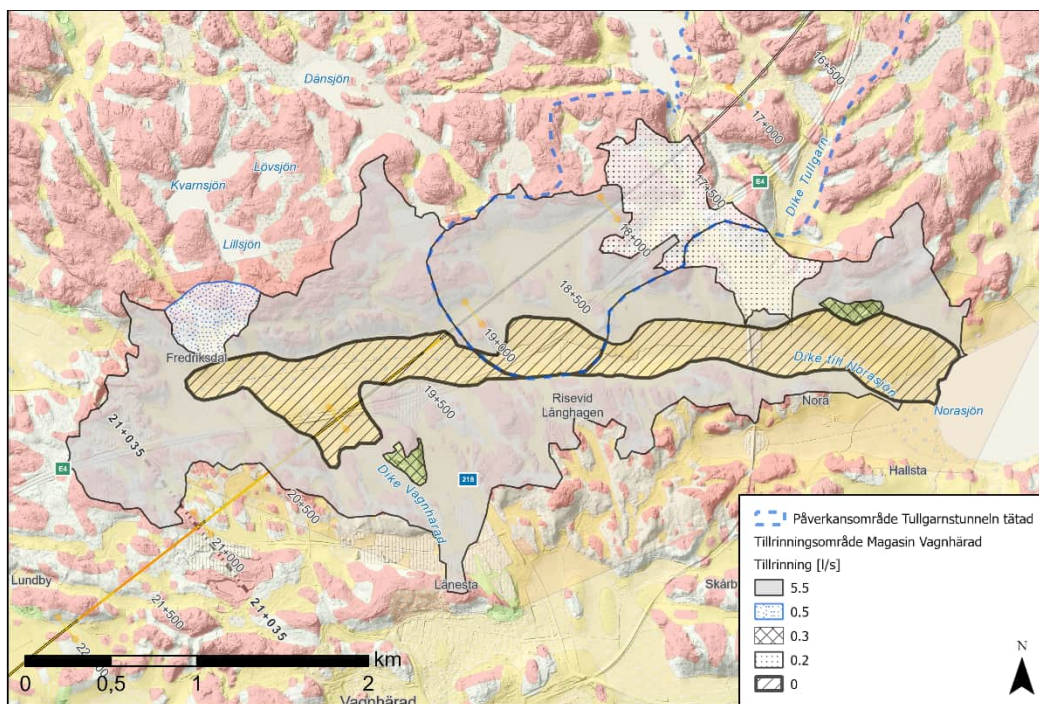 Dansjön
Lövsjön
Kvarnsjön
Lillsjön
16+500
17+000
Dike Tullgarn
E4
17+500
18+000
18+500
19+000
Fredriksdal
19+500
Risevid
Långhagen
Dike till Norasjön
Nora
Norasjön
Hallsta
E4
21+035
Dike Vagnhärad
218
20+500
21+000
Lånesta
Lundby
21+500
21+035
Skårb
Vagnhärad
km
0 0,5 1 2
Påverkansområde Tullgarnstunneln tätad
Tillrinningsområde Magasin Vagnhärad
Tillrinning [l/s]
5.5
0.5
0.3
0.2
0
N